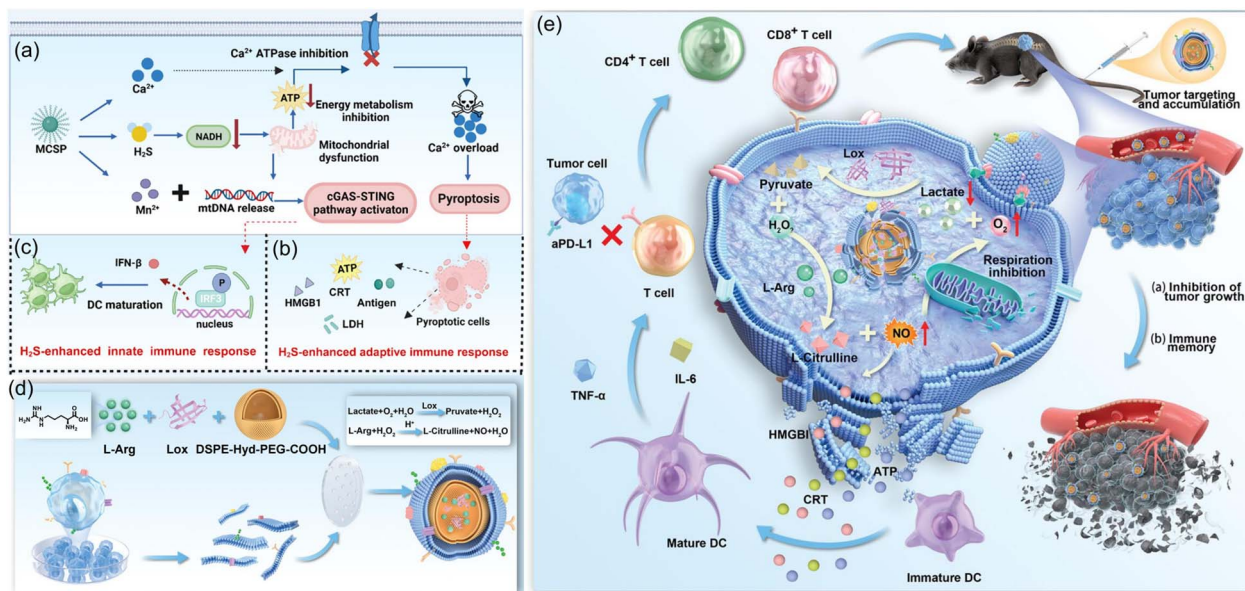 (a)
Ca²⁺ ATPase inhibition
Ca²⁺
ATP
Energy metabolism
inhibition
MCSP
H₂S
NADH
Mitochondrial
dysfunction
Ca²⁺ overload
Mn²⁺
mtDNA release
cGAS-STING
pathway activaton
Pyroptosis
(c)
IFN-β
DC maturation
P
IRF3
nucleus
H₂S-enhanced innate immune response
(b)
ATP
HMGB1
CRT
Antigen
LDH
Pyroptotic cells
H₂S-enhanced adaptive immune response
(d)
NH
H₂N
N
H
O
OH
NH₂
L-Arg
Lox
DSPE-Hyd-PEG-COOH
Lactate+O₂+H₂O Lox Pruvate+H₂O₂
L-Arg+H₂O₂ H⁺ L-Citrulline+NO+H₂O
(e)
CD4⁺ T cell
CD8⁺ T cell
Tumor targeting
and accumulation
Tumor cell
aPD-L1
T cell
Lox
Pyruvate
Lactate
H₂O₂
O₂
Respiration
inhibition
L-Arg
NO
L-Citrulline
(a) Inhibition of
tumor growth
(b) Immune
memory
TNF-α
IL-6
HMGBI
ATP
CRT
Mature DC
Immature DC